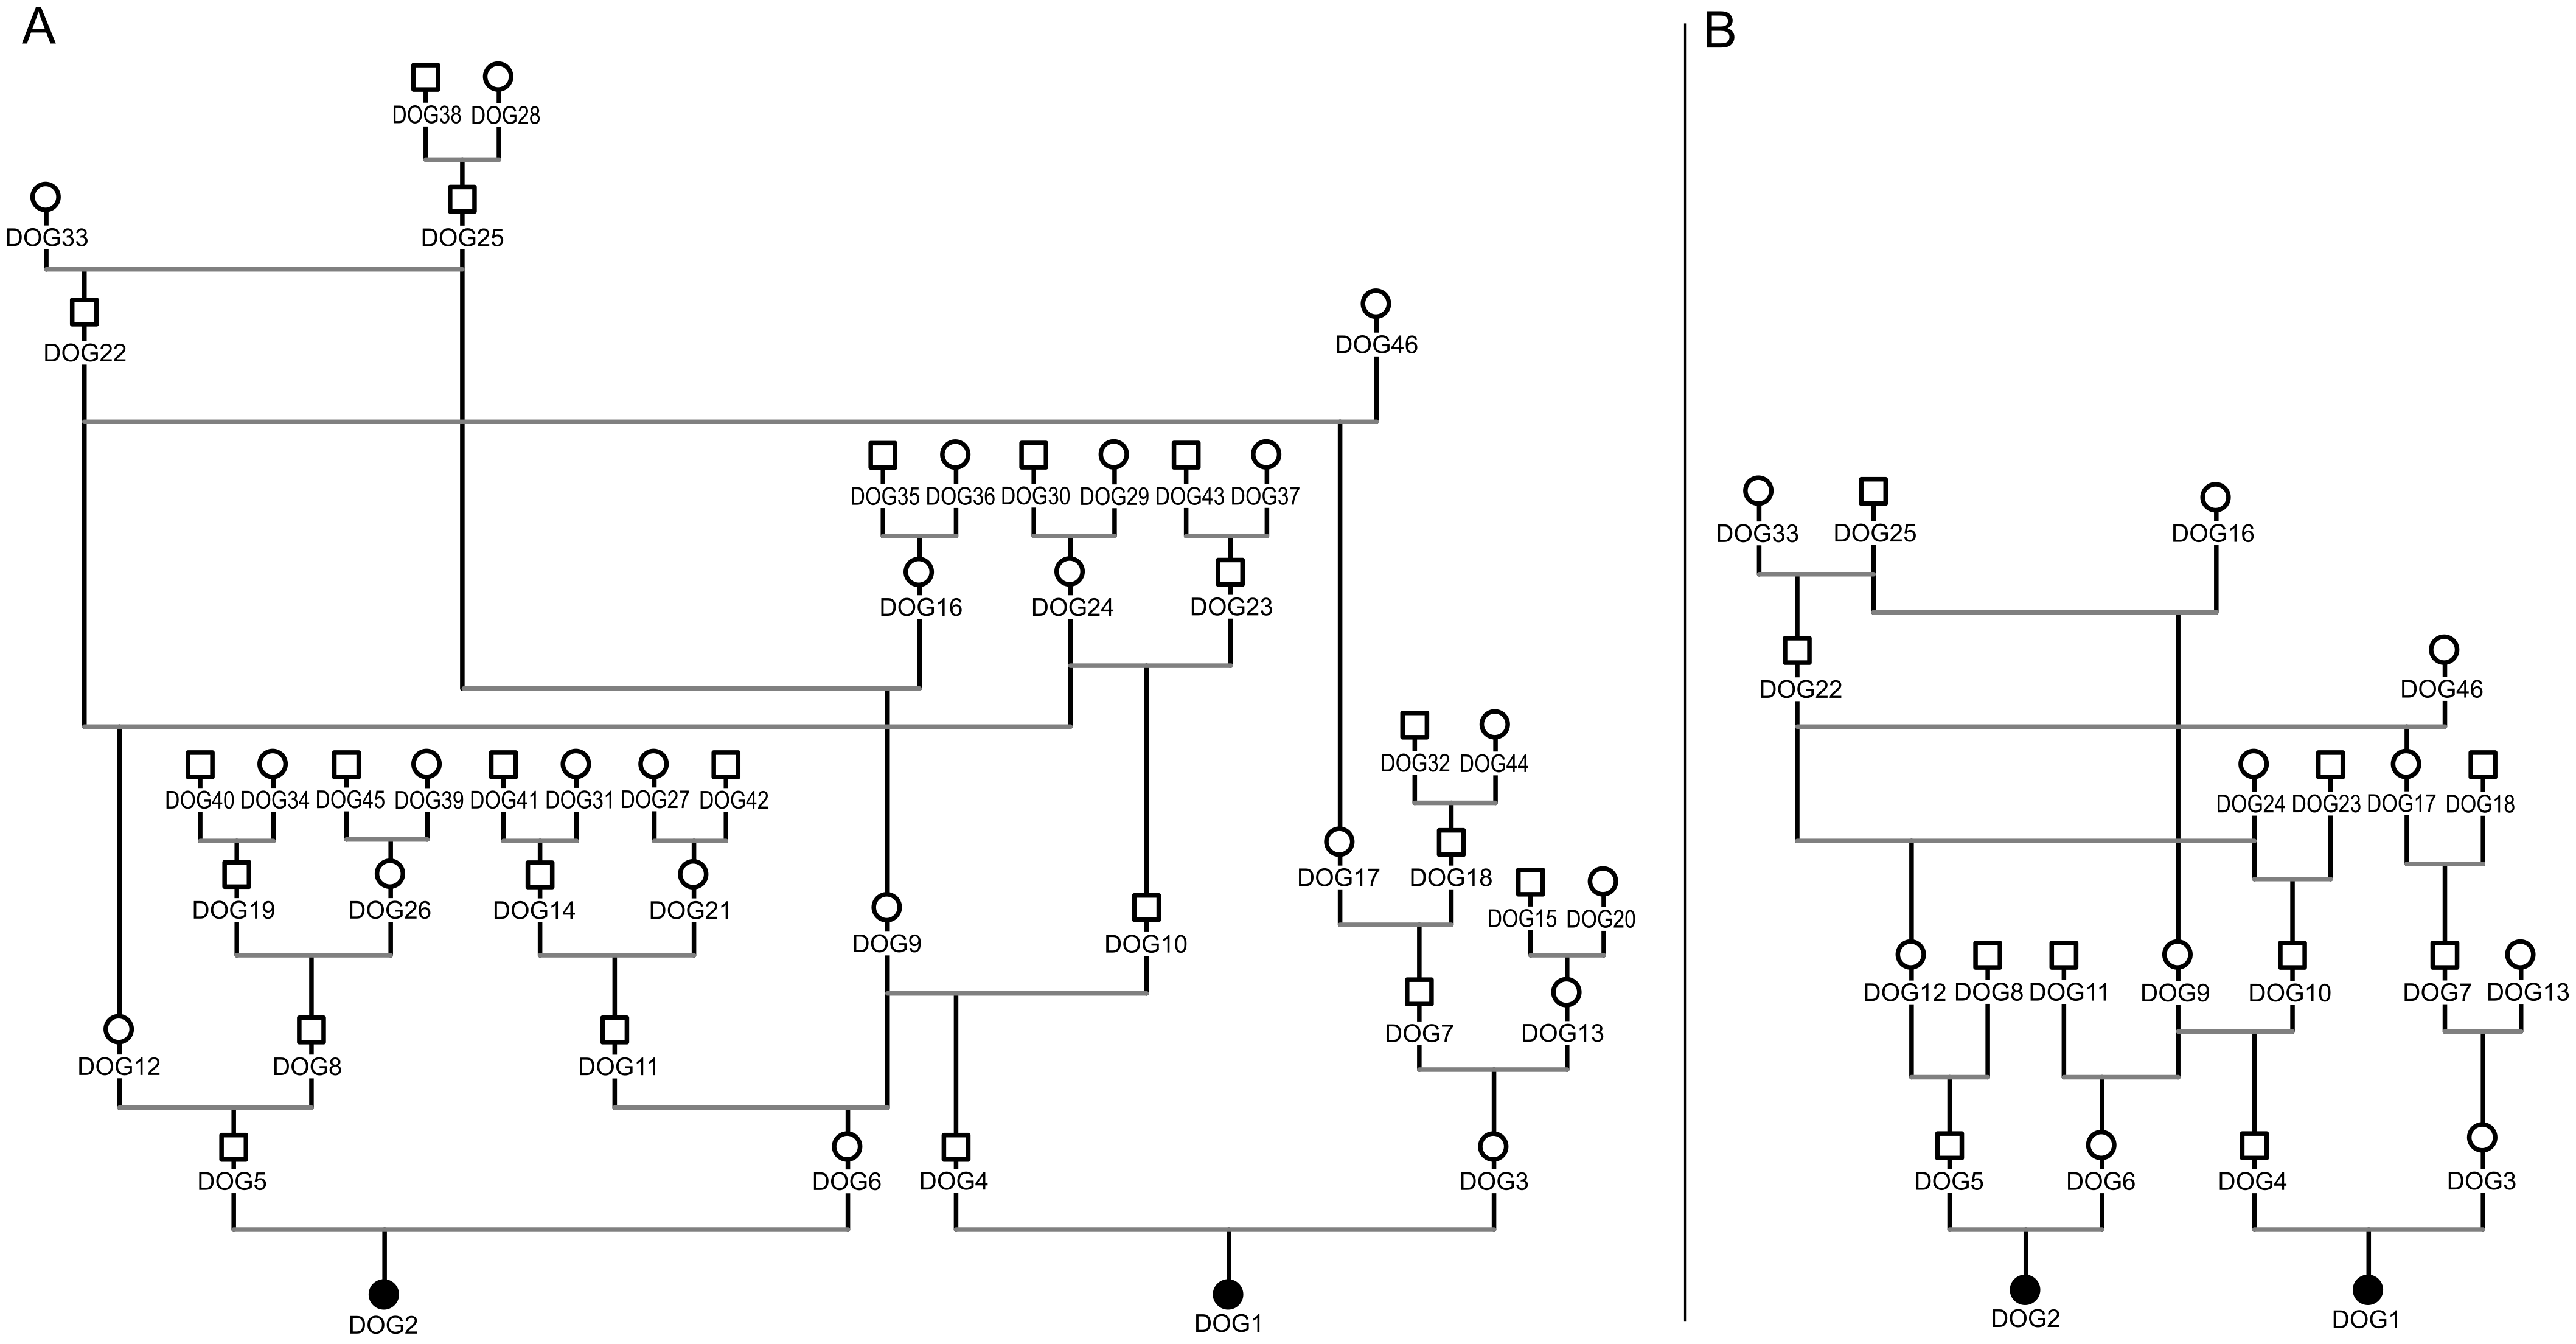 A
B
DOG38 DOG28
DOG33 DOG25
DOG22
DOG46
DOG35 DOG36 DOG30 DOG29 DOG43 DOG37
DOG16 DOG24 DOG23
DOG32 DOG44
DOG40 DOG34 DOG45 DOG39 DOG41 DOG31 DOG27 DOG42
DOG17 DOG18
DOG19 DOG26 DOG14 DOG21
DOG15 DOG20
DOG9 DOG10
DOG7 DOG13
DOG12 DOG8 DOG11
DOG5 DOG6 DOG4 DOG3
DOG2 DOG1
DOG33 DOG25 DOG16
DOG22 DOG46
DOG24 DOG23 DOG17 DOG18
DOG12 DOG8 DOG11 DOG9 DOG10 DOG7 DOG13
DOG5 DOG6 DOG4 DOG3
DOG2 DOG1